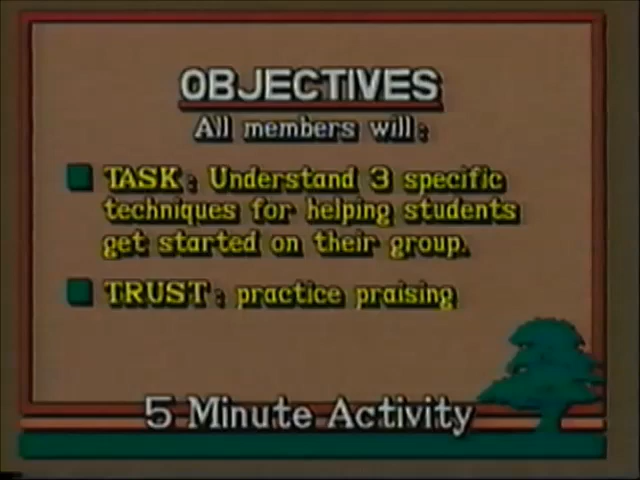 OBJECTIVES
All members will:
TASK: Understand 3 specific
techniques for helping students
get started on their group.
TRUST: practice praising
5 Minute Activity